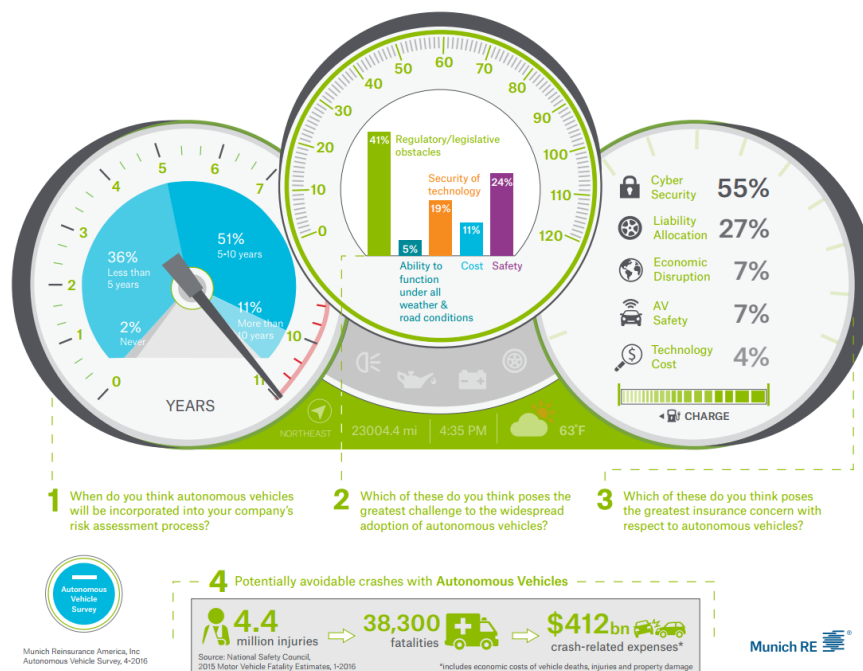 0
1
2
3
4
5
6
7
10
11
36%
Less than
5 years
51%
5-10 years
2%
Never
11%
More than
10 years
YEARS
0
10
20
30
40
50
60
70
80
90
100
110
120
41%
Regulatory/legislative
obstacles
5%
Ability to
function
under all
weather &
road conditions
Security of
technology
19%
11%
Cost
24%
Safety
Cyber
Security
55%
Liability
Allocation
27%
Economic
Disruption
7%
AV
Safety
7%
Technology
Cost
4%
CHARGE
NORTHEAST
23004.4 mi
4:35 PM
63°F
1 When do you think autonomous vehicles
will be incorporated into your company's
risk assessment process?
2 Which of these do you think poses the
greatest challenge to the widespread
adoption of autonomous vehicles?
3 Which of these do you think poses
the greatest insurance concern with
respect to autonomous vehicles?
Autonomous
Vehicle
Survey
Munich Reinsurance America, Inc
Autonomous Vehicle Survey, 4-2016
4 Potentially avoidable crashes with Autonomous Vehicles
4.4
million injuries
38,300
fatalities
$412bn
crash-related expenses*
Source: National Safety Council,
2015 Motor Vehicle Fatality Estimates, 1-2016
*includes economic costs of vehicle deaths, injuries and property damage
Munich RE